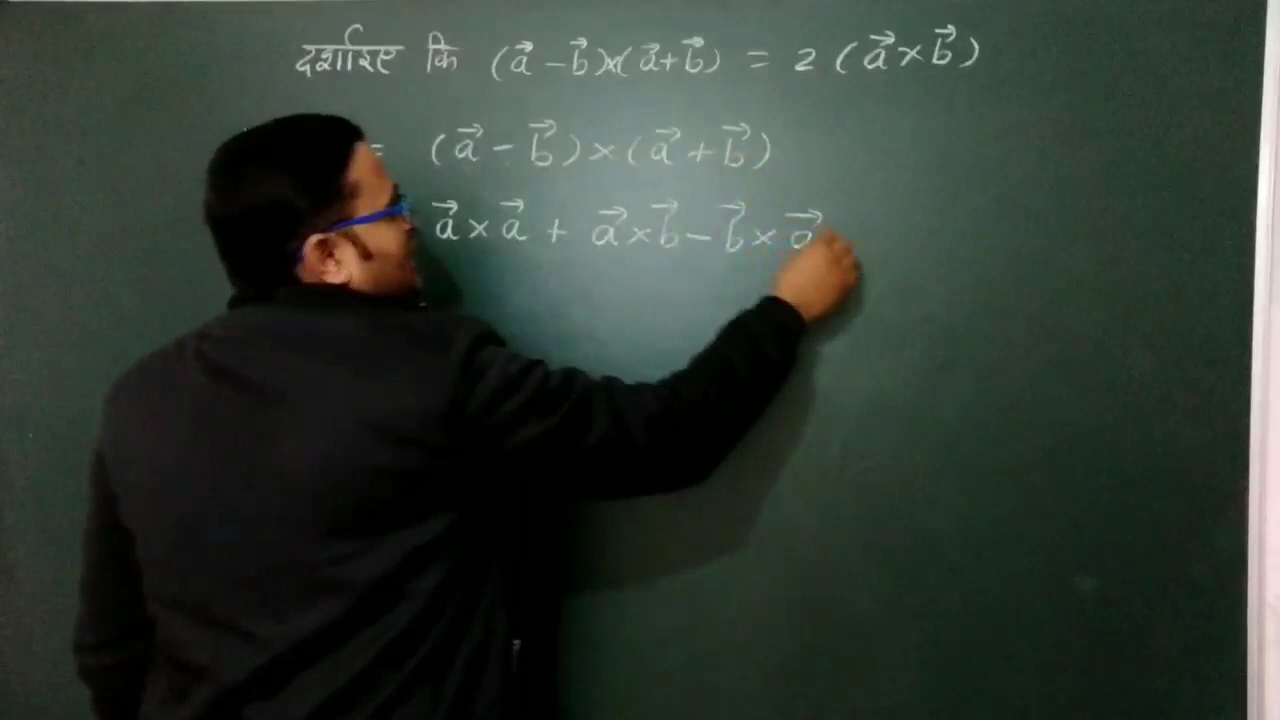 दर्शाइए कि (a⃗ - b⃗)×(a⃗+b⃗) = 2 (a⃗×b⃗)
= (a⃗ - b⃗)×(a⃗ + b⃗)
a⃗ × a⃗ + a⃗ × b⃗ - b⃗ × a⃗